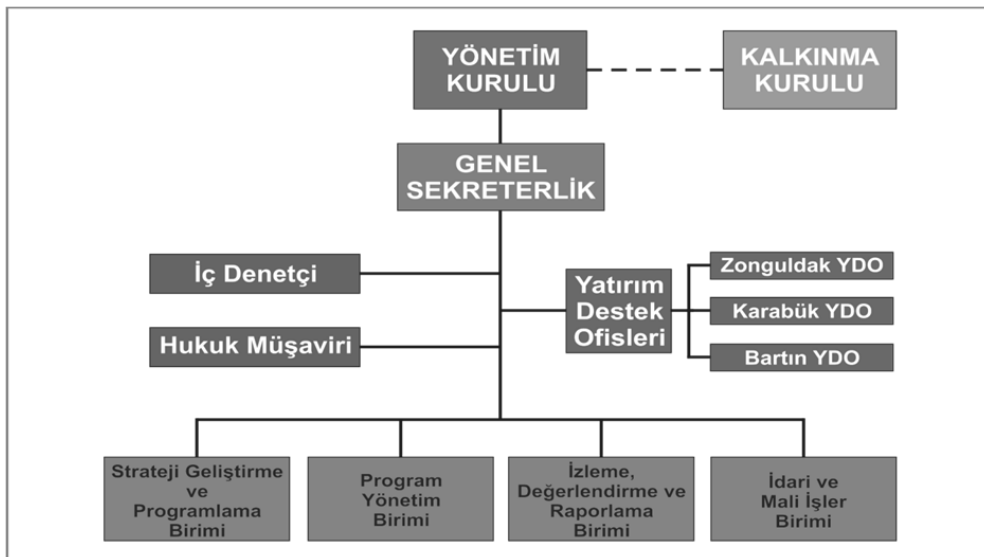 YÖNETİM
KURULU
KALKINMA
KURULU
GENEL
SEKRETERLİK
İç Denetçi
Hukuk Müşaviri
Yatırım
Destek
Ofisleri
Zonguldak YDO
Karabük YDO
Bartın YDO
Strateji Geliştirme
ve
Programlama
Birimi
Program
Yönetim
Birimi
İzleme,
Değerlendirme ve
Raporlama
Birimi
İdari ve
Mali İşler
Birimi